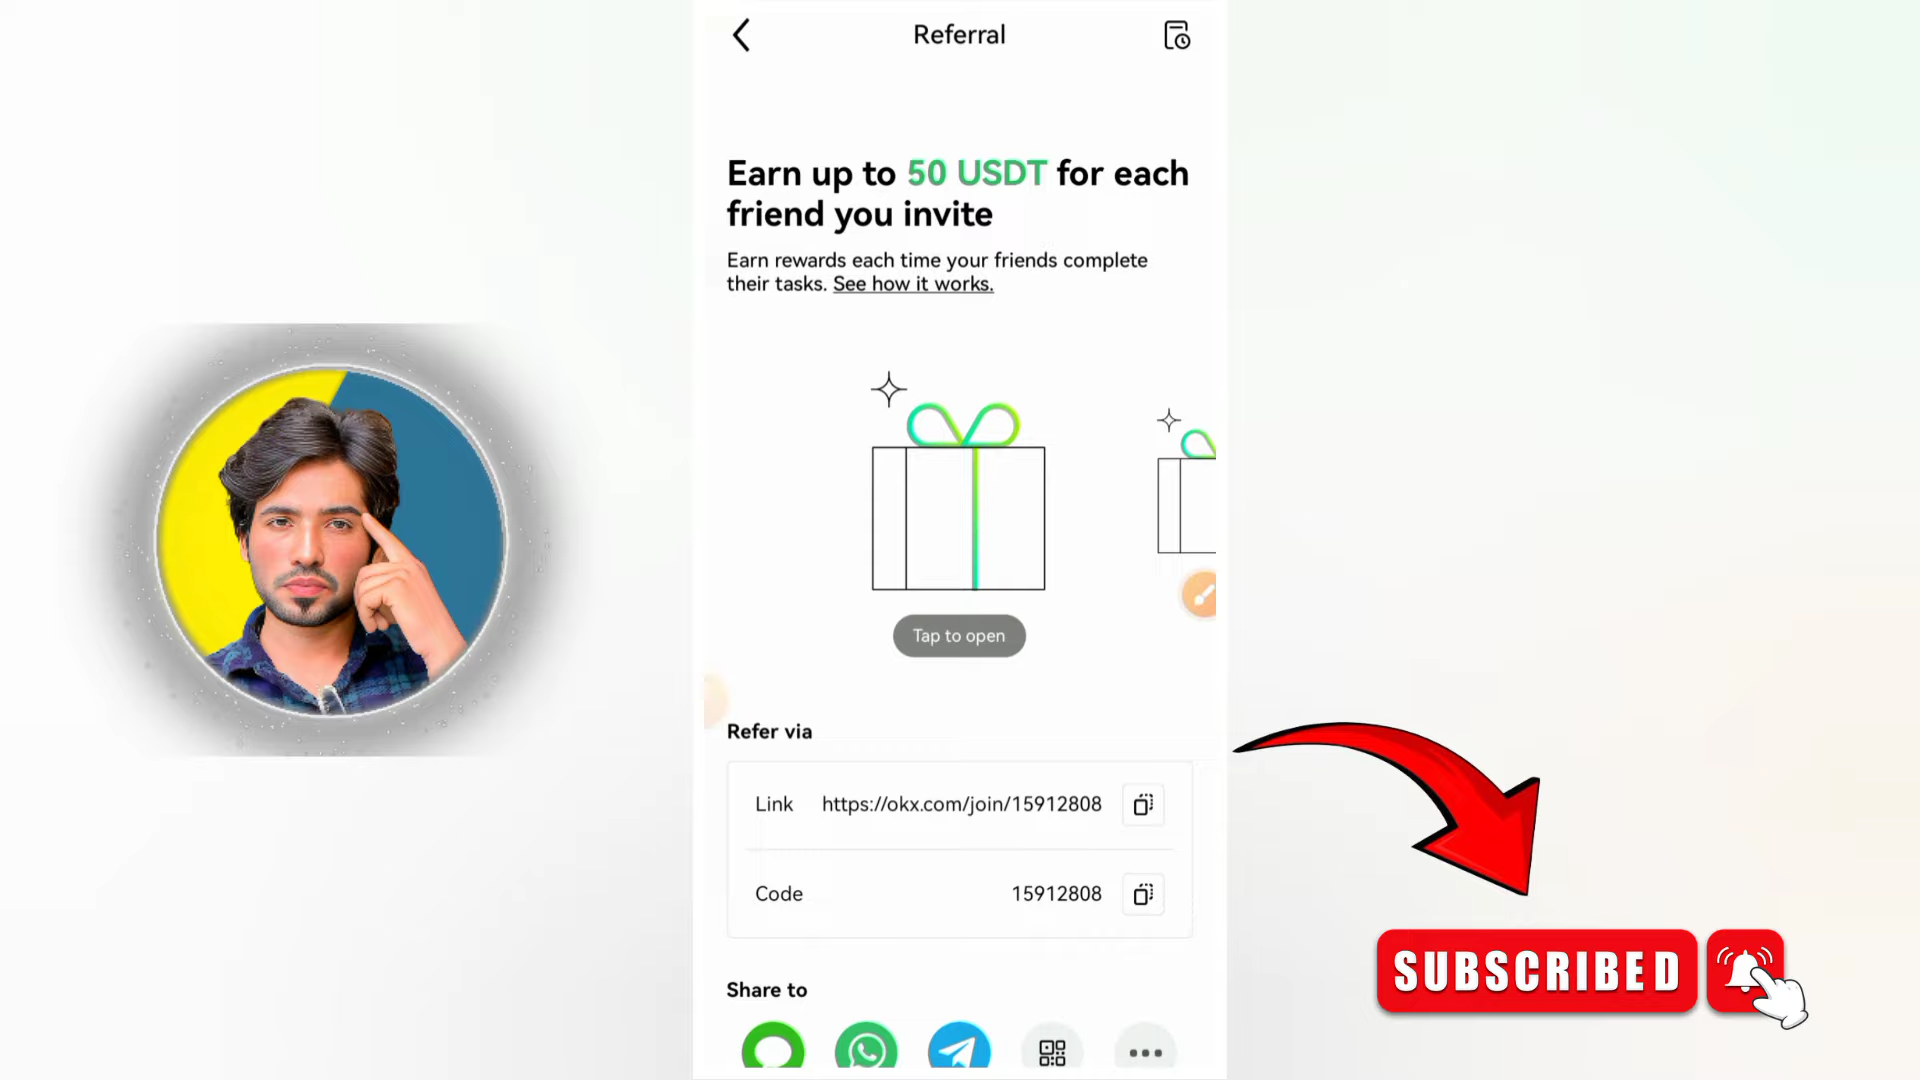 Referral
Earn up to 50 USDT for each
friend you invite
Earn rewards each time your friends complete
their tasks. See how it works.
Tap to open
Refer via
Link https://okx.com/join/15912808
Code 15912808
Share to
SUBSCRIBED